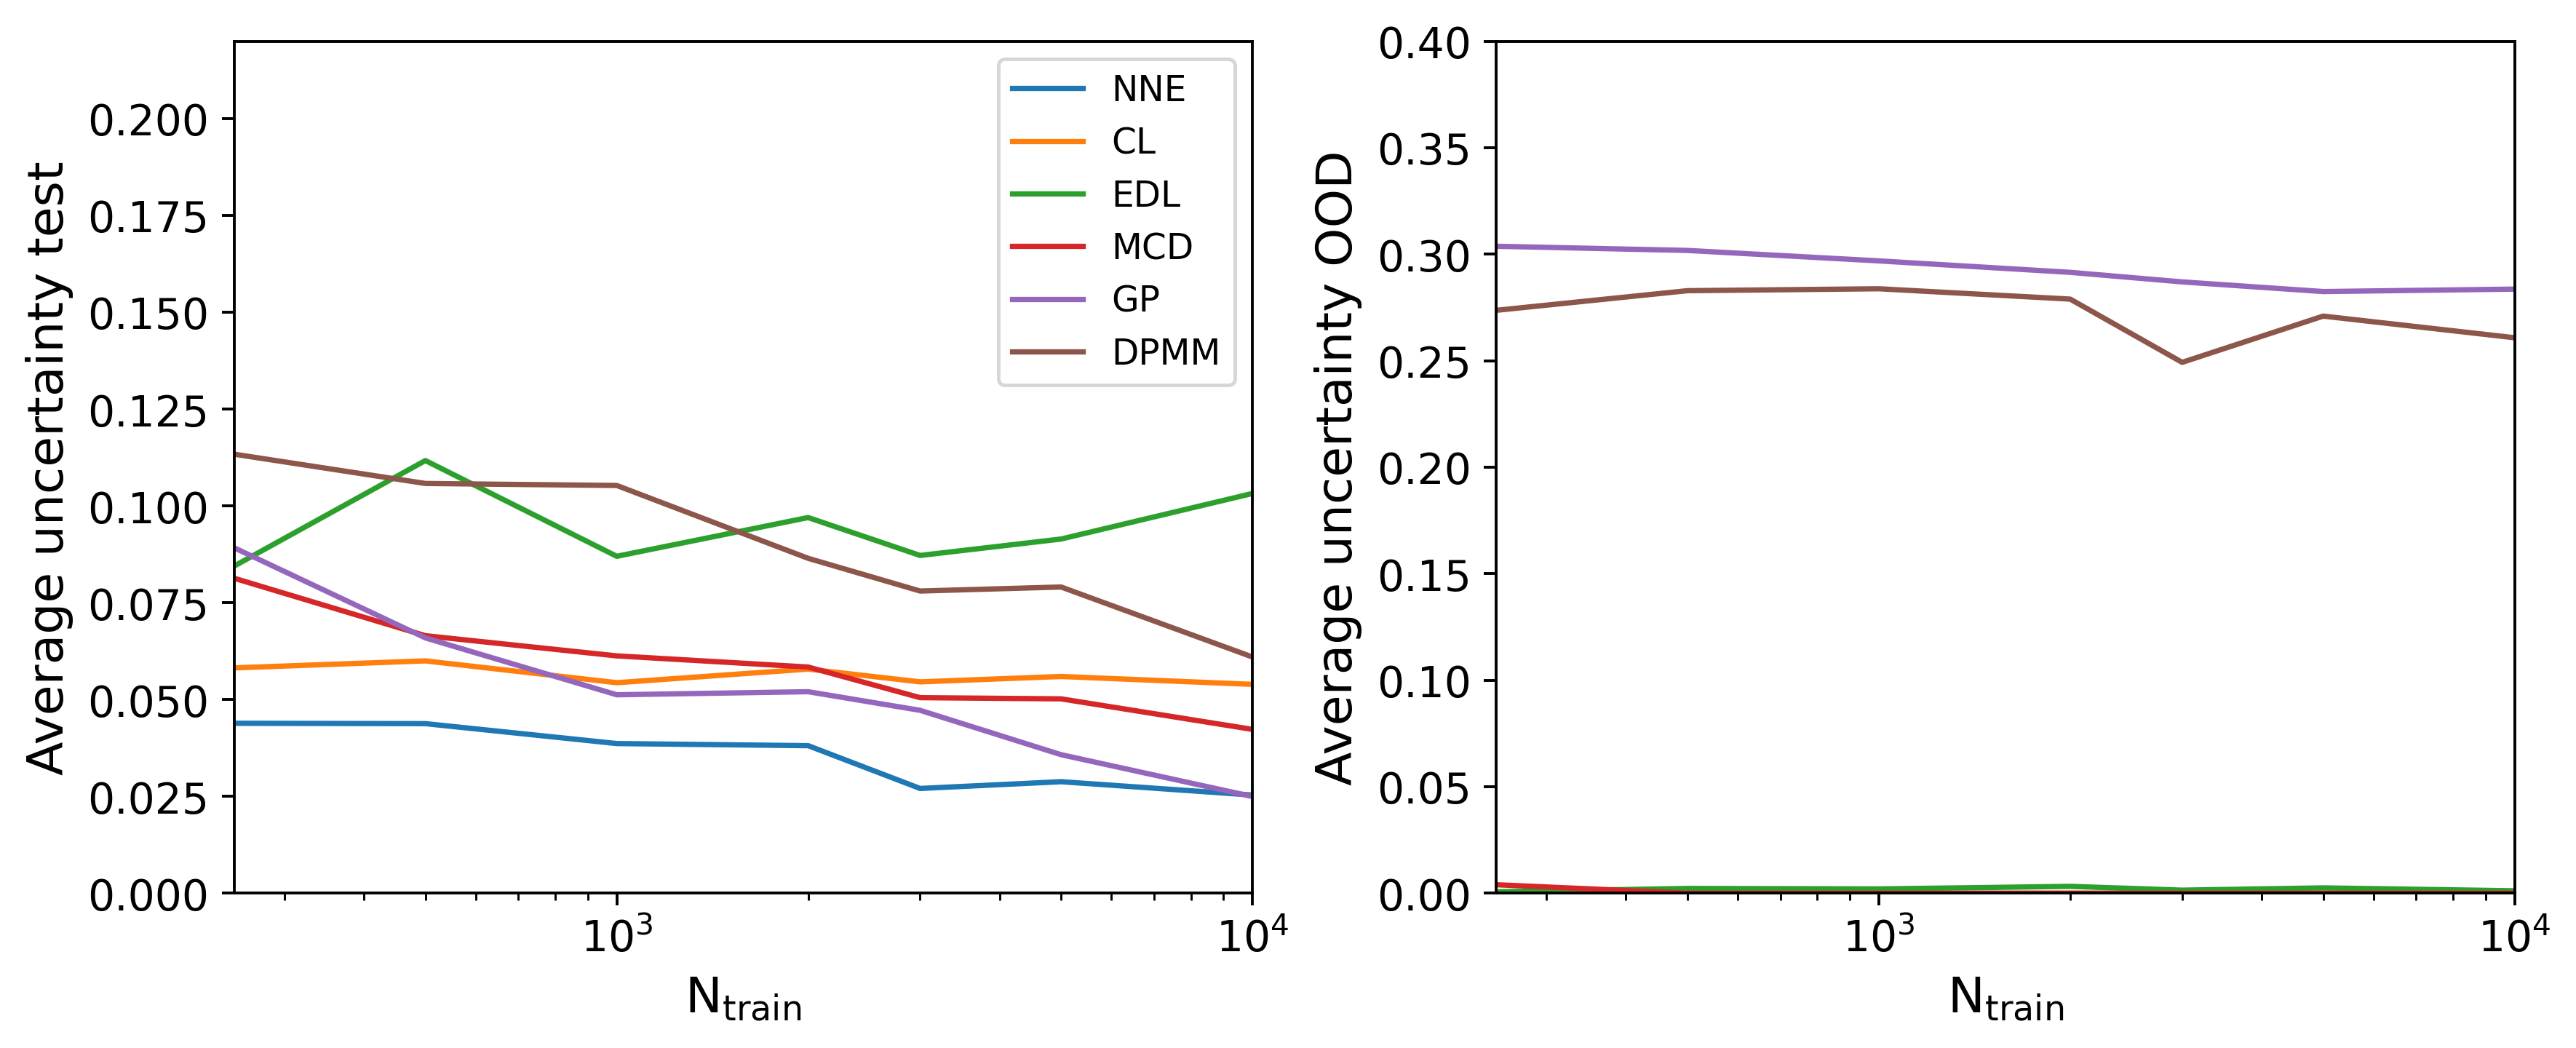 Average uncertainty test
0.200
0.175
0.150
0.125
0.100
0.075
0.050
0.025
0.000
NNE
CL
EDL
MCD
GP
DPMM
10³
10⁴
N_train
Average uncertainty OOD
0.40
0.35
0.30
0.25
0.20
0.15
0.10
0.05
0.00
10³
10⁴
N_train